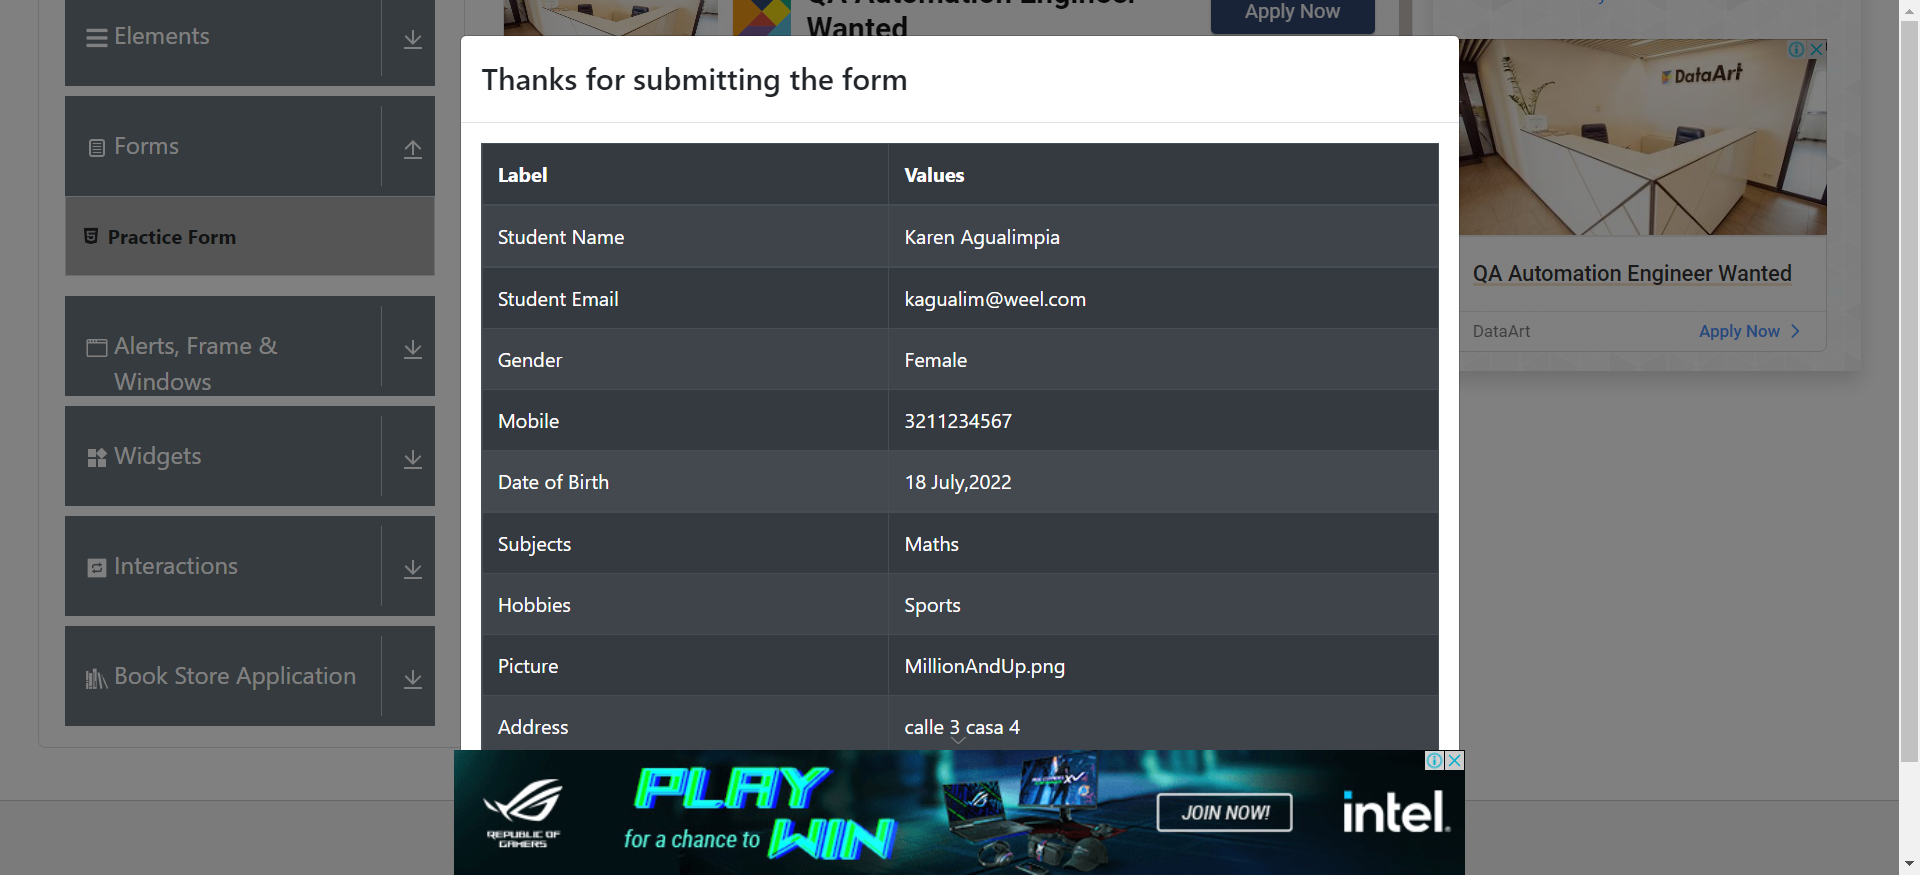 Elements
Forms
Practice Form
Alerts, Frame &
Windows
Widgets
Interactions
Book Store Application
QA Automation Engineer
Wanted
Apply Now
Thanks for submitting the form
Label Values
Student Name Karen Agualimpia
Student Email kagualim@weel.com
Gender Female
Mobile 3211234567
Date of Birth 18 July,2022
Subjects Maths
Hobbies Sports
Picture MillionAndUp.png
Address calle 3 casa 4
DataArt
QA Automation Engineer Wanted
DataArt Apply Now
REPUBLIC OF
GAMERS
PLAY
for a chance to WIN
JOIN NOW!
intel.